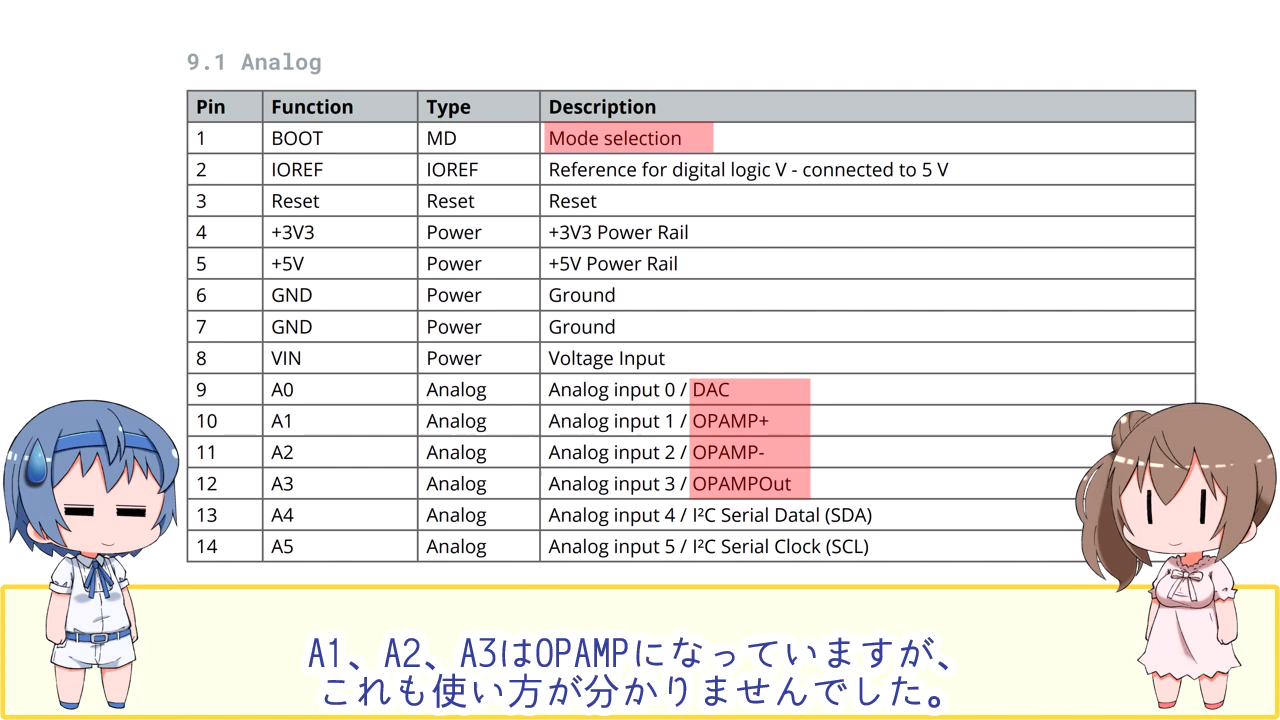 9.1 Analog
Pin Function Type Description
1 BOOT MD Mode selection
2 IOREF IOREF Reference for digital logic V - connected to 5 V
3 Reset Reset Reset
4 +3V3 Power +3V3 Power Rail
5 +5V Power +5V Power Rail
6 GND Power Ground
7 GND Power Ground
8 VIN Power Voltage Input
9 A0 Analog Analog input 0 / DAC
10 A1 Analog Analog input 1 / OPAMP+
11 A2 Analog Analog input 2 / OPAMP-
12 A3 Analog Analog input 3 / OPAMPOut
13 A4 Analog Analog input 4 / I²C Serial Datal (SDA)
14 A5 Analog Analog input 5 / I²C Serial Clock (SCL)
A1、A2、A3はOPAMPになっていますが、
これも使い方が分かりませんでした。